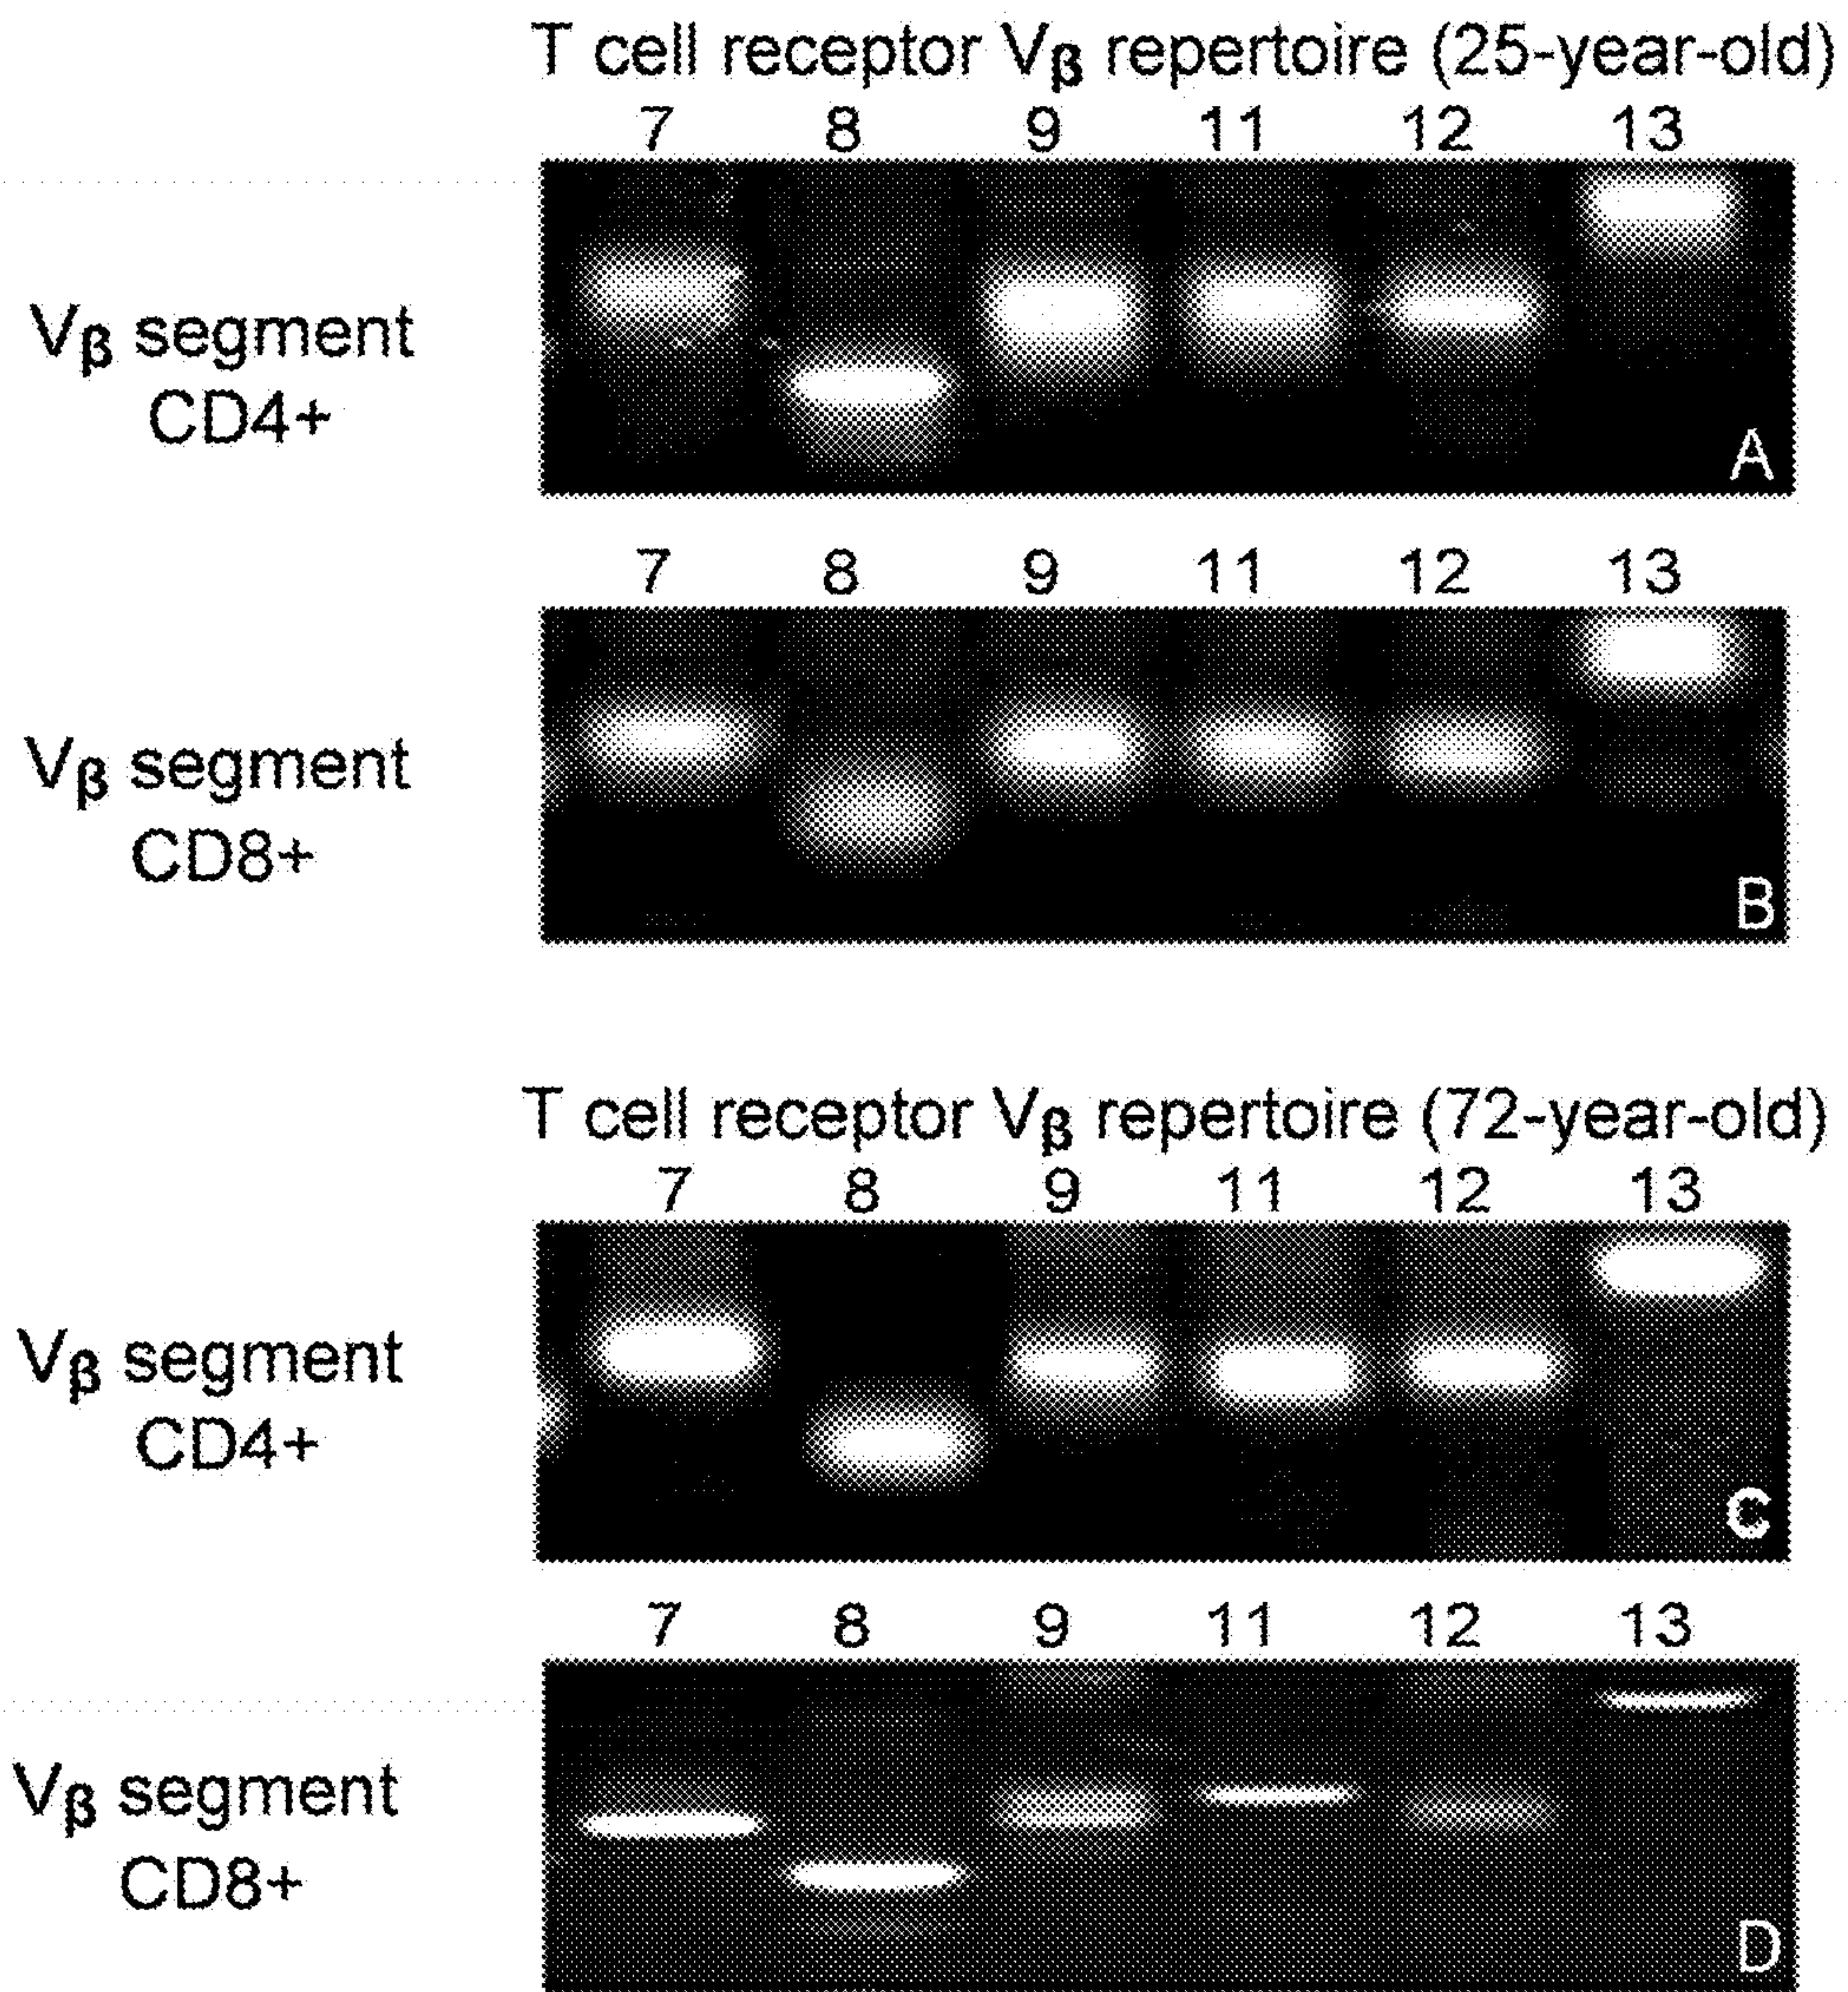 T cell receptor Vβ repertoire (25-year-old)
7 8 9 11 12 13
Vβ segment
CD4+
A
7 8 9 11 12 13
Vβ segment
CD8+
B
T cell receptor Vβ repertoire (72-year-old)
7 8 9 11 12 13
Vβ segment
CD4+
C
7 8 9 11 12 13
Vβ segment
CD8+
D